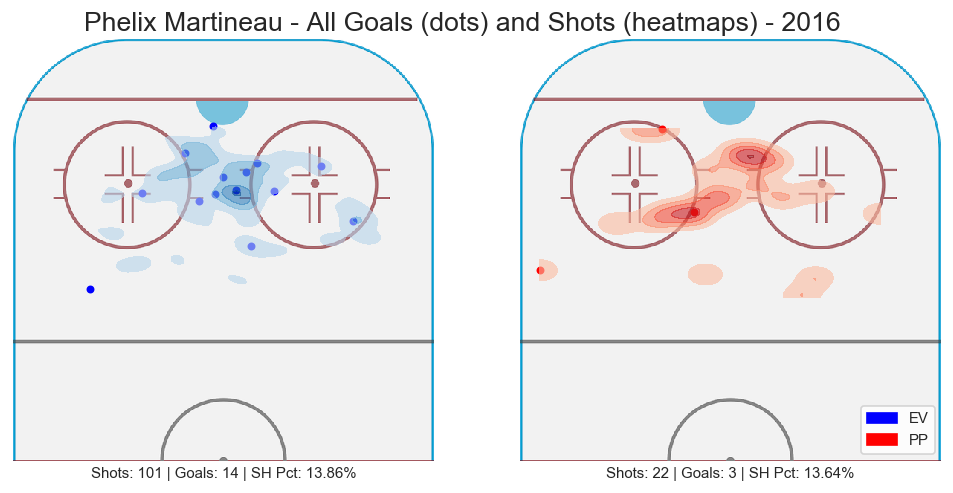 Phelix Martineau - All Goals (dots) and Shots (heatmaps) - 2016
EV
PP
Shots: 101 | Goals: 14 | SH Pct: 13.86%
Shots: 22 | Goals: 3 | SH Pct: 13.64%